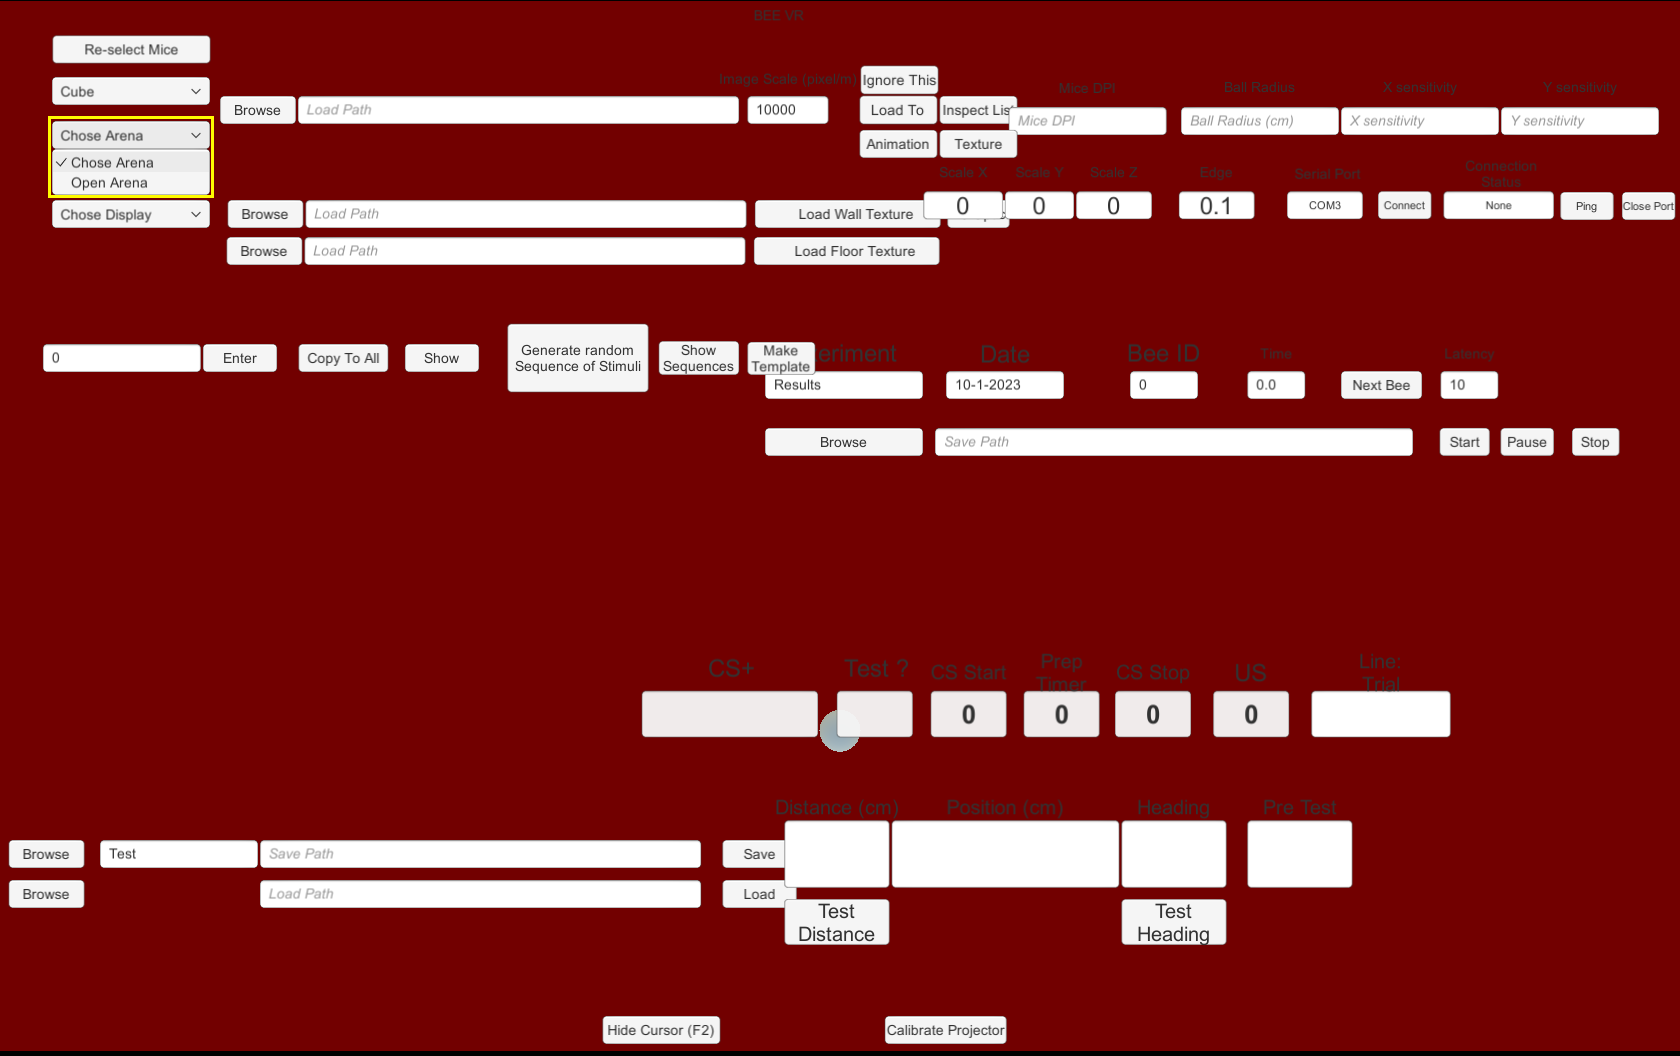 BEE VR
Re-select Mice
Image Scale (pixel/m)
Ignore This
Cube
Mice DPI
Ball Radius
X sensitivity
Y sensitivity
Browse
Load Path
10000
Load To
Inspect List
Mice DPI
Ball Radius (cm)
X sensitivity
Y sensitivity
Chose Arena
Animation
Texture
Chose Arena
Open Arena
Scale X
Scale Y
Scale Z
Edge
Serial Port
Connection
Status
Chose Display
Browse
Load Path
Load Wall Texture
0
0
0
0.1
COM3
Connect
None
Ping
Close Port
Browse
Load Path
Load Floor Texture
0
Enter
Copy To All
Show
Generate random
Sequence of Stimuli
Show
Sequences
Make
Template
eriment
Date
Bee ID
Time
Latency
Results
10-1-2023
0
0.0
Next Bee
10
Browse
Save Path
Start
Pause
Stop
CS+
Test ?
CS Start
Prep
Timer
CS Stop
US
Line:
Trial
0
0
0
0
Distance (cm)
Position (cm)
Heading
Pre Test
Browse
Test
Save Path
Save
Browse
Load Path
Load
Test
Distance
Test
Heading
Hide Cursor (F2)
Calibrate Projector